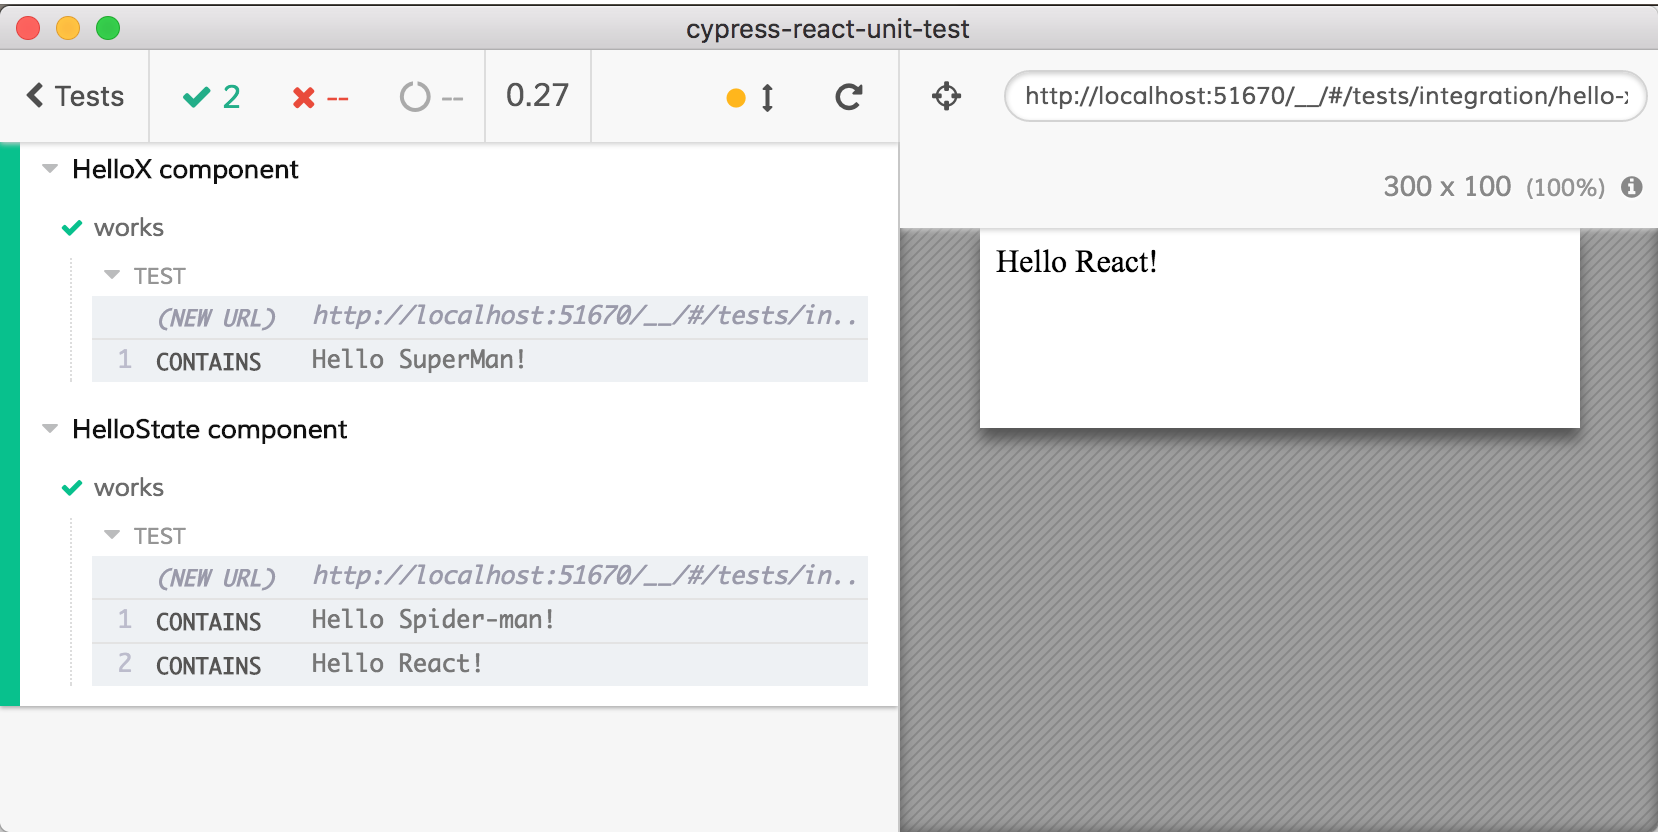 cypress-react-unit-test
Tests 2 -- -- 0.27
http://localhost:51670/__/#/tests/integration/hello-x
300 x 100 (100%)
HelloX component
works
TEST
(NEW URL) http://localhost:51670/__/#/tests/in..
1 CONTAINS Hello SuperMan!
HelloState component
works
TEST
(NEW URL) http://localhost:51670/__/#/tests/in..
1 CONTAINS Hello Spider-man!
2 CONTAINS Hello React!
Hello React!